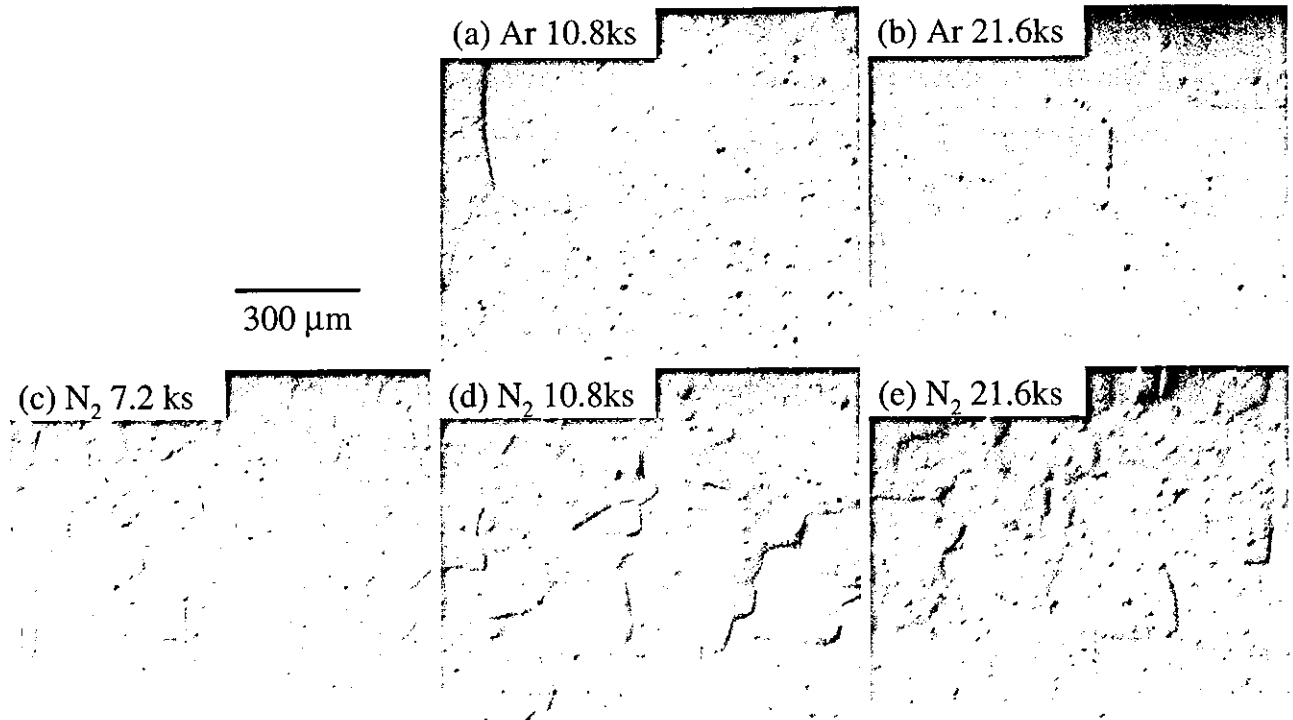 (a) Ar 10.8ks
(b) Ar 21.6ks
300 μm
(c) N₂ 7.2 ks
(d) N₂ 10.8ks
(e) N₂ 21.6ks